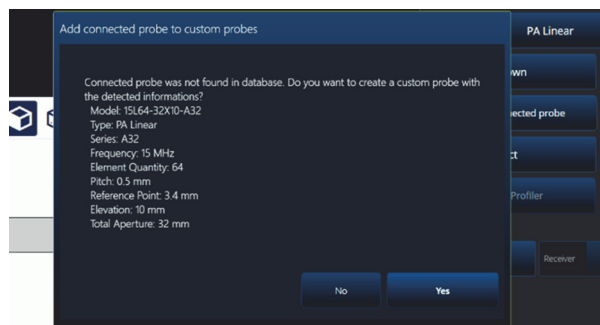 Add connected probe to custom probes
PA Linear
Connected probe was not found in database. Do you want to create a custom probe with
the detected informations?
Model: 15L64-32X10-A32
Type: PA Linear
Series: A32
Frequency: 15 MHz
Element Quantity: 64
Pitch: 0.5 mm
Reference Point: 3.4 mm
Elevation: 10 mm
Total Aperture: 32 mm
probe
Profiler
Receiver
No
Yes